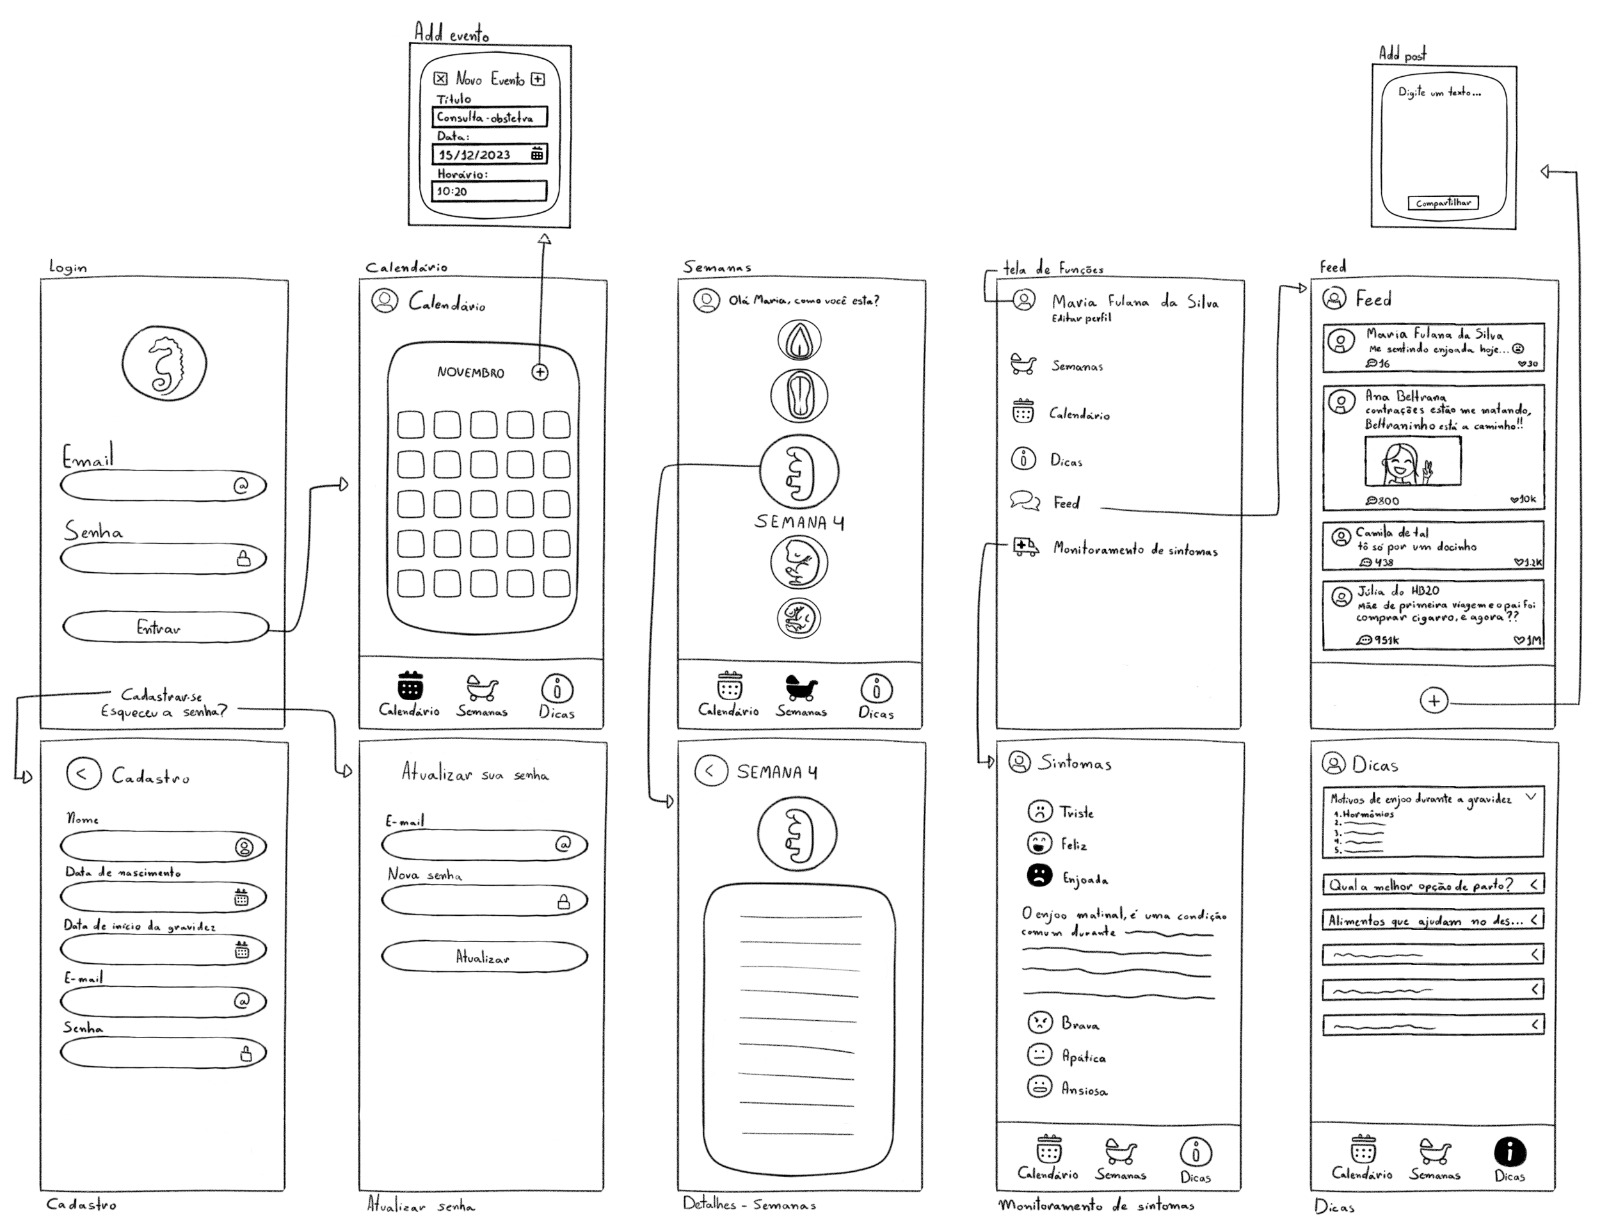 Add evento
Novo Evento
Título
Consulta-obstetra
Data:
15/12/2023
Horário:
10:20
Add post
Digite um texto...
Compartilhar
Login
Email
@
Senha
Entrar
Cadastrar-se
Esqueceu a senha?
Calendário
Calendário
NOVEMBRO
Calendário
Semanas
Dicas
Semanas
Olá Maria, como você esta?
SEMANA 4
Calendário
Semanas
Dicas
tela de Funções
Maria Fulana da Silva
Editar perfil
Semanas
Calendário
Dicas
Feed
Monitoramento de sintomas
Feed
Feed
Maria Fulana da Silva
Me sentindo enjoada hoje...
16
30
Ana Beltrana
contrações estão me matando,
Beltraninho está a caminho!!
800
10k
Camila de tal
tô só por um docinho
438
1.2k
Júlia do HB20
Mãe de primeira viagem e o pai foi
comprar cigarro, e agora??
951k
1M
Cadastro
Nome
Data de nascimento
Data de início da gravidez
E-mail
@
Senha
Cadastro
Atualizar sua senha
E-mail
@
Nova senha
Atualizar
Atualizar senha
SEMANA 4
Detalhes - Semanas
Sintomas
Triste
Feliz
Enjoada
O enjoo matinal, é uma condição
comum durante
Brava
Apática
Ansiosa
Calendário
Semanas
Dicas
Monitoramento de sintomas
Dicas
Motivos de enjoo durante a gravidez
1. Hormônios
2.
3.
4.
5.
Qual a melhor opção de parto?
Alimentos que ajudam no des...
Calendário
Semanas
Dicas
Dicas